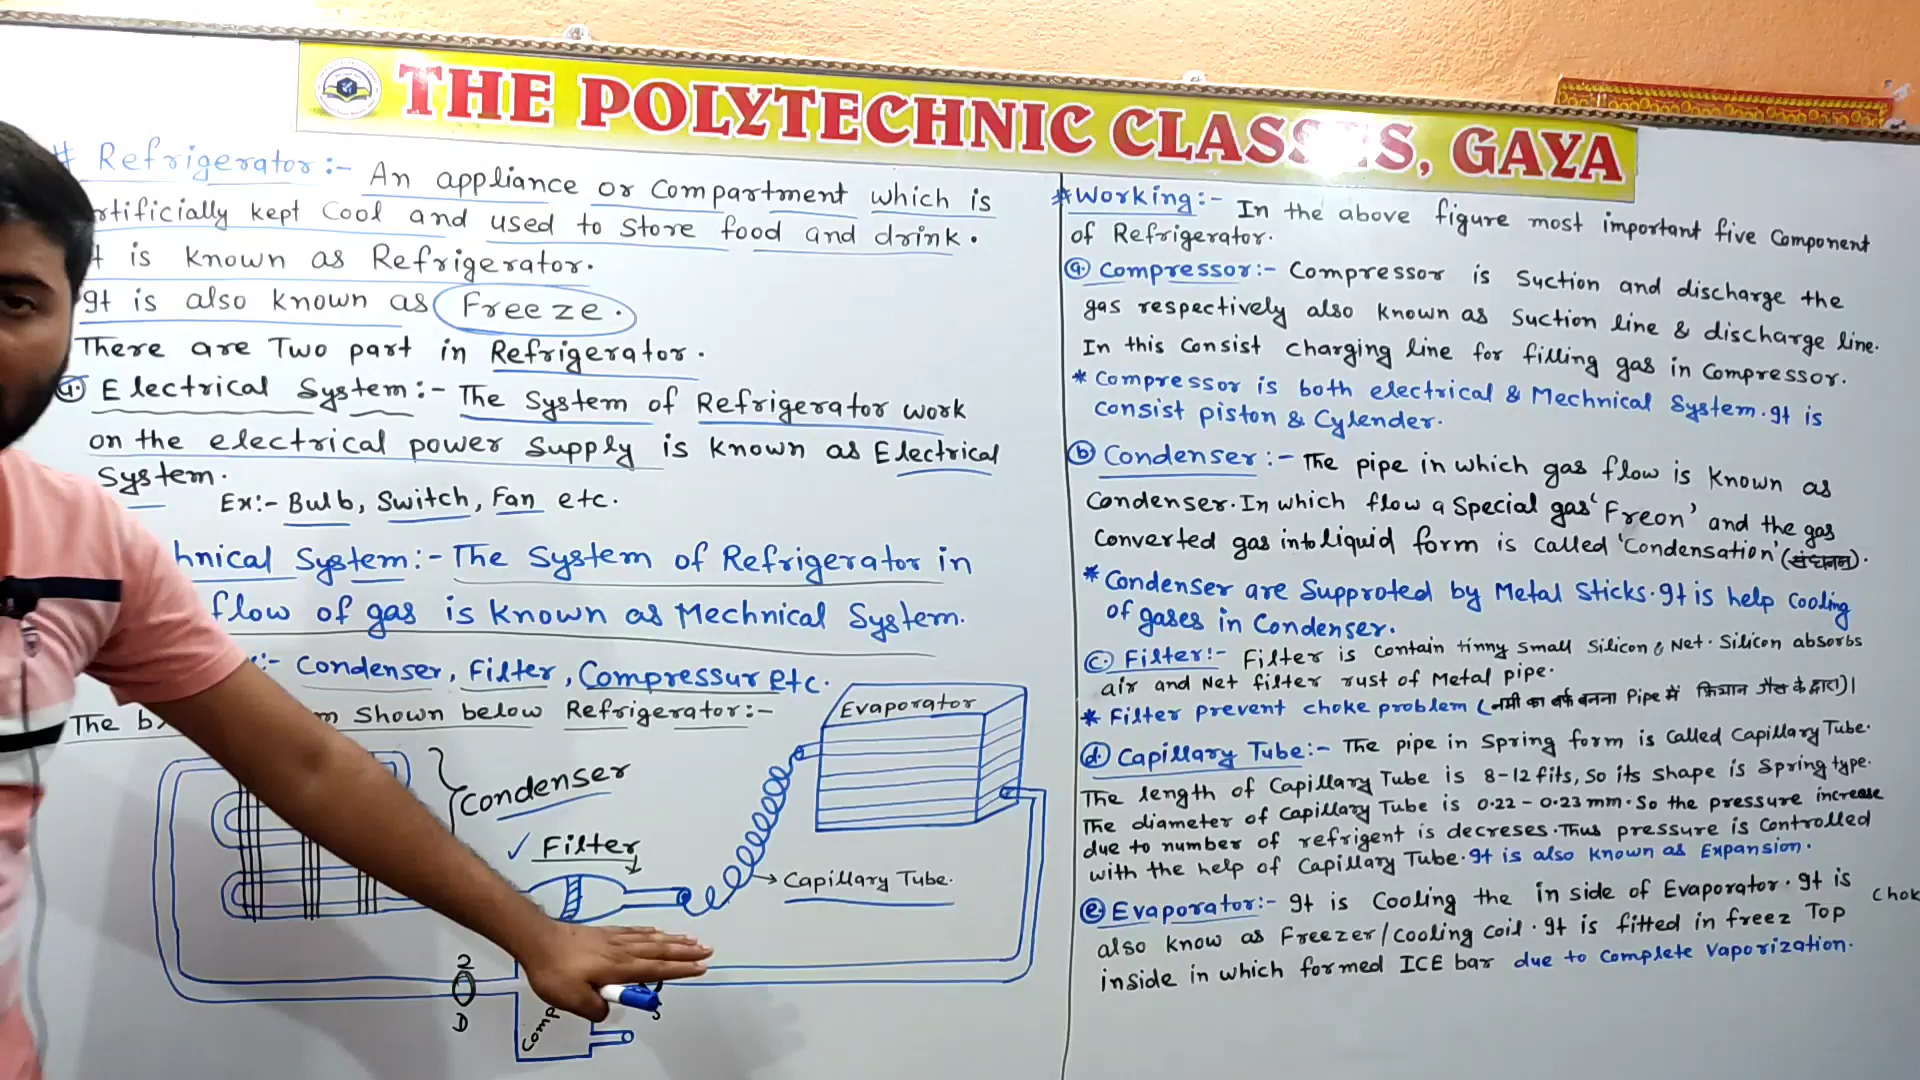 THE POLYTECHNIC CLASSES, GAYA
# Refrigerator:- An appliance or Compartment which is
rtificially kept Cool and used to Store food and drink.
t is known as Refrigerator.
It is also known as Freeze.
There are Two part in Refrigerator.
a. Electrical System:- The System of Refrigerator work
on the electrical power Supply is known as Electrical
System.
Ex:- Bulb, Switch, Fan etc.
hnical System:- The System of Refrigerator in
flow of gas is known as Mechnical System.
:- Condenser, Filter, Compressur etc.
The b m Shown below Refrigerator:-
Evaporator
Condenser
✓ Filter
Capillary Tube.
2
D
Comp
S
*Working:- In the above figure most important five Component
of Refrigerator.
a. Compressor:- Compressor is Suction and discharge the
gas respectively also known as Suction line & discharge line.
In this Consist charging line for filling gas in Compressor.
* Compressor is both electrical & Mechnical System. It is
Consist piston & Cylender.
b Condenser:- The pipe in which gas flow is known as
Condenser. In which flow a Special gas 'Freon' and the gas
Converted gas into liquid form is called 'Condensation' (संघनन).
* Condenser are Supproted by Metal Sticks. It is help Cooling
of gases in Condenser.
c. Filter:- Filter is Contain tinny Small Silicon & Net. Silicon absorbs
air and Net filter rust of Metal pipe.
* Filter prevent choke problem (नमी का बर्फ बनना Pipe में फ्रियान गैस के द्वारा)।
d. Capillary Tube:- The pipe in Spring form is called Capillary Tube.
The length of Capillary Tube is 8-12 fits, So its shape is Spring type.
The diameter of Capillary Tube is 0.22 - 0.23 mm. So the pressure increase
due to number of refrigent is decreses. Thus pressure is Controlled
with the help of Capillary Tube. It is also known as Expansion.
e. Evaporator:- It is Cooling the in side of Evaporator. It is
also know as Freezer/Cooling Coil. It is fitted in freez Top
inside in which formed ICE bar due to Complete Vaporization.
Chok